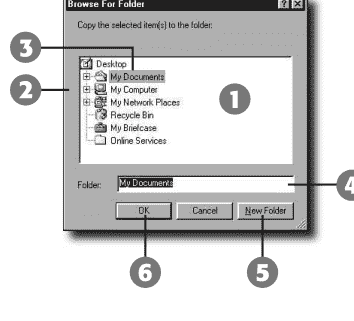 Browse For Folder
Copy the selected item(s) to the folder:
3
Desktop
My Documents
2
My Computer
1
My Network Places
Recycle Bin
My Briefcase
Online Services
Folder:
My Documents
4
OK
Cancel
New Folder
6
5